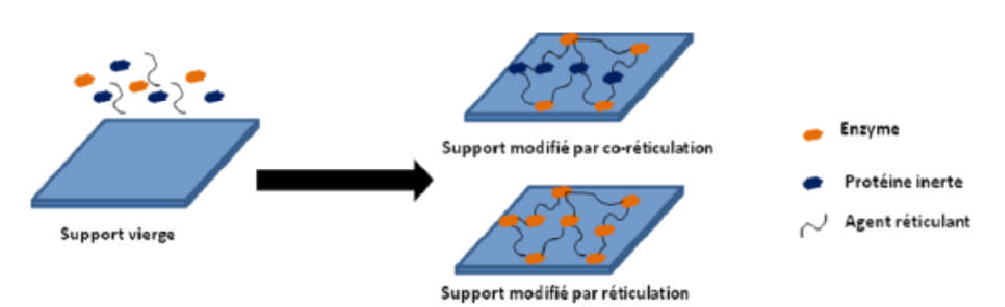 Support vierge
Support modifié par co-réticulation
Support modifié par réticulation
Enzyme
Protéine inerte
Agent réticulant